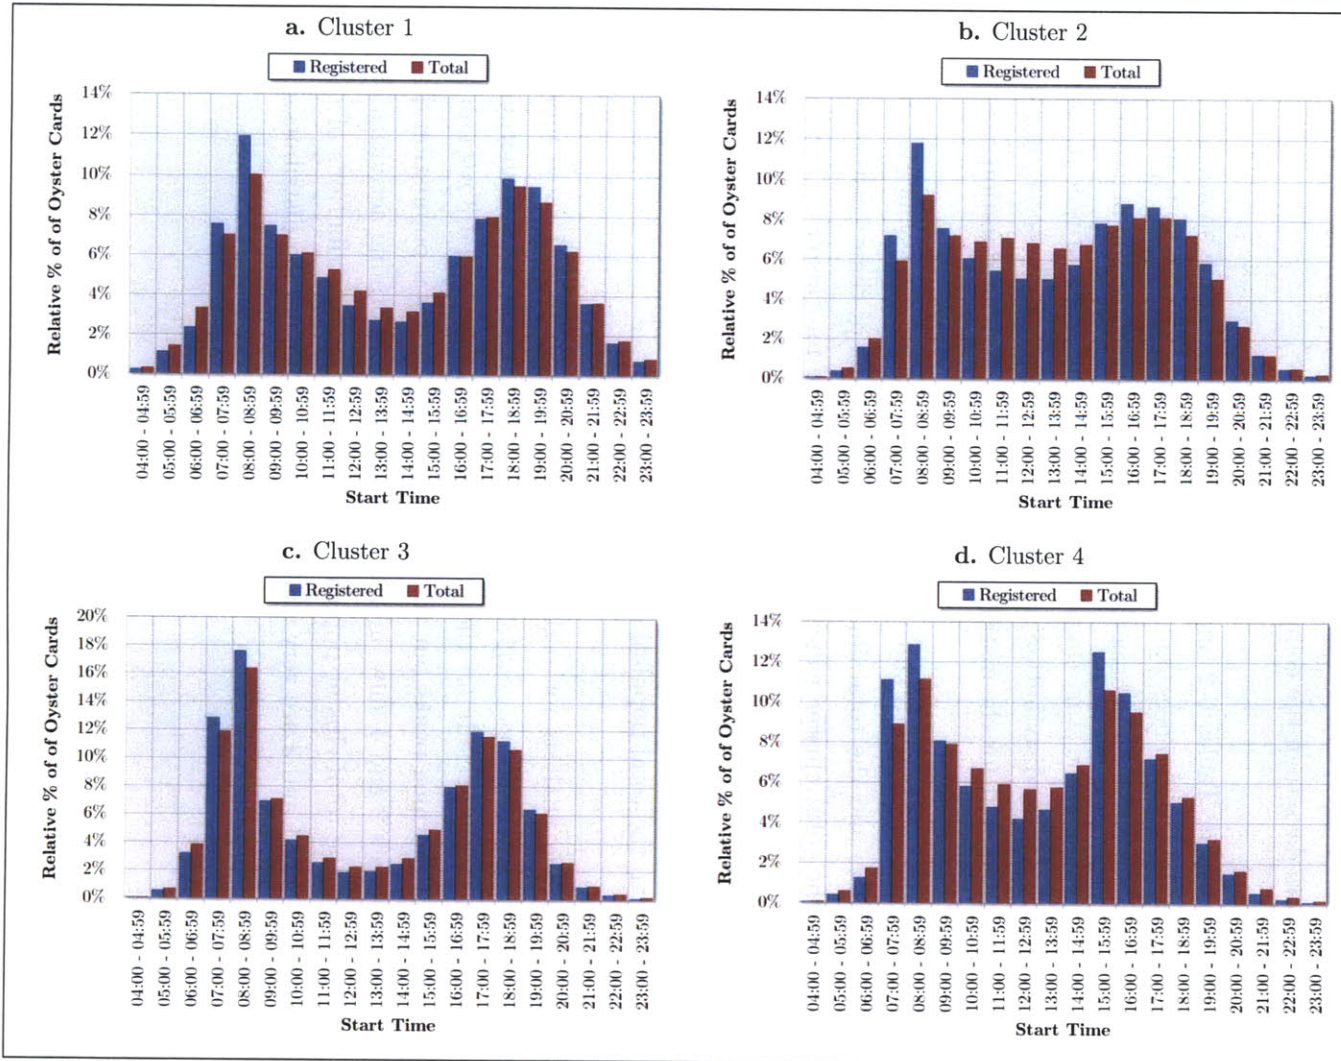 a. Cluster 1
Registered Total
Relative % of of Oyster Cards
14%
12%
10%
8%
6%
4%
2%
0%
04:00 - 04:59
05:00 - 05:59
06:00 - 06:59
07:00 - 07:59
08:00 - 08:59
09:00 - 09:59
10:00 - 10:59
11:00 - 11:59
12:00 - 12:59
13:00 - 13:59
14:00 - 14:59
15:00 - 15:59
16:00 - 16:59
17:00 - 17:59
18:00 - 18:59
19:00 - 19:59
20:00 - 20:59
21:00 - 21:59
22:00 - 22:59
23:00 - 23:59
Start Time
b. Cluster 2
Registered Total
Relative % of of Oyster Cards
14%
12%
10%
8%
6%
4%
2%
0%
04:00 - 04:59
05:00 - 05:59
06:00 - 06:59
07:00 - 07:59
08:00 - 08:59
09:00 - 09:59
10:00 - 10:59
11:00 - 11:59
12:00 - 12:59
13:00 - 13:59
14:00 - 14:59
15:00 - 15:59
16:00 - 16:59
17:00 - 17:59
18:00 - 18:59
19:00 - 19:59
20:00 - 20:59
21:00 - 21:59
22:00 - 22:59
23:00 - 23:59
Start Time
c. Cluster 3
Registered Total
Relative % of of Oyster Cards
20%
18%
16%
14%
12%
10%
8%
6%
4%
2%
0%
04:00 - 04:59
05:00 - 05:59
06:00 - 06:59
07:00 - 07:59
08:00 - 08:59
09:00 - 09:59
10:00 - 10:59
11:00 - 11:59
12:00 - 12:59
13:00 - 13:59
14:00 - 14:59
15:00 - 15:59
16:00 - 16:59
17:00 - 17:59
18:00 - 18:59
19:00 - 19:59
20:00 - 20:59
21:00 - 21:59
22:00 - 22:59
23:00 - 23:59
Start Time
d. Cluster 4
Registered Total
Relative % of of Oyster Cards
14%
12%
10%
8%
6%
4%
2%
0%
04:00 - 04:59
05:00 - 05:59
06:00 - 06:59
07:00 - 07:59
08:00 - 08:59
09:00 - 09:59
10:00 - 10:59
11:00 - 11:59
12:00 - 12:59
13:00 - 13:59
14:00 - 14:59
15:00 - 15:59
16:00 - 16:59
17:00 - 17:59
18:00 - 18:59
19:00 - 19:59
20:00 - 20:59
21:00 - 21:59
22:00 - 22:59
23:00 - 23:59
Start Time